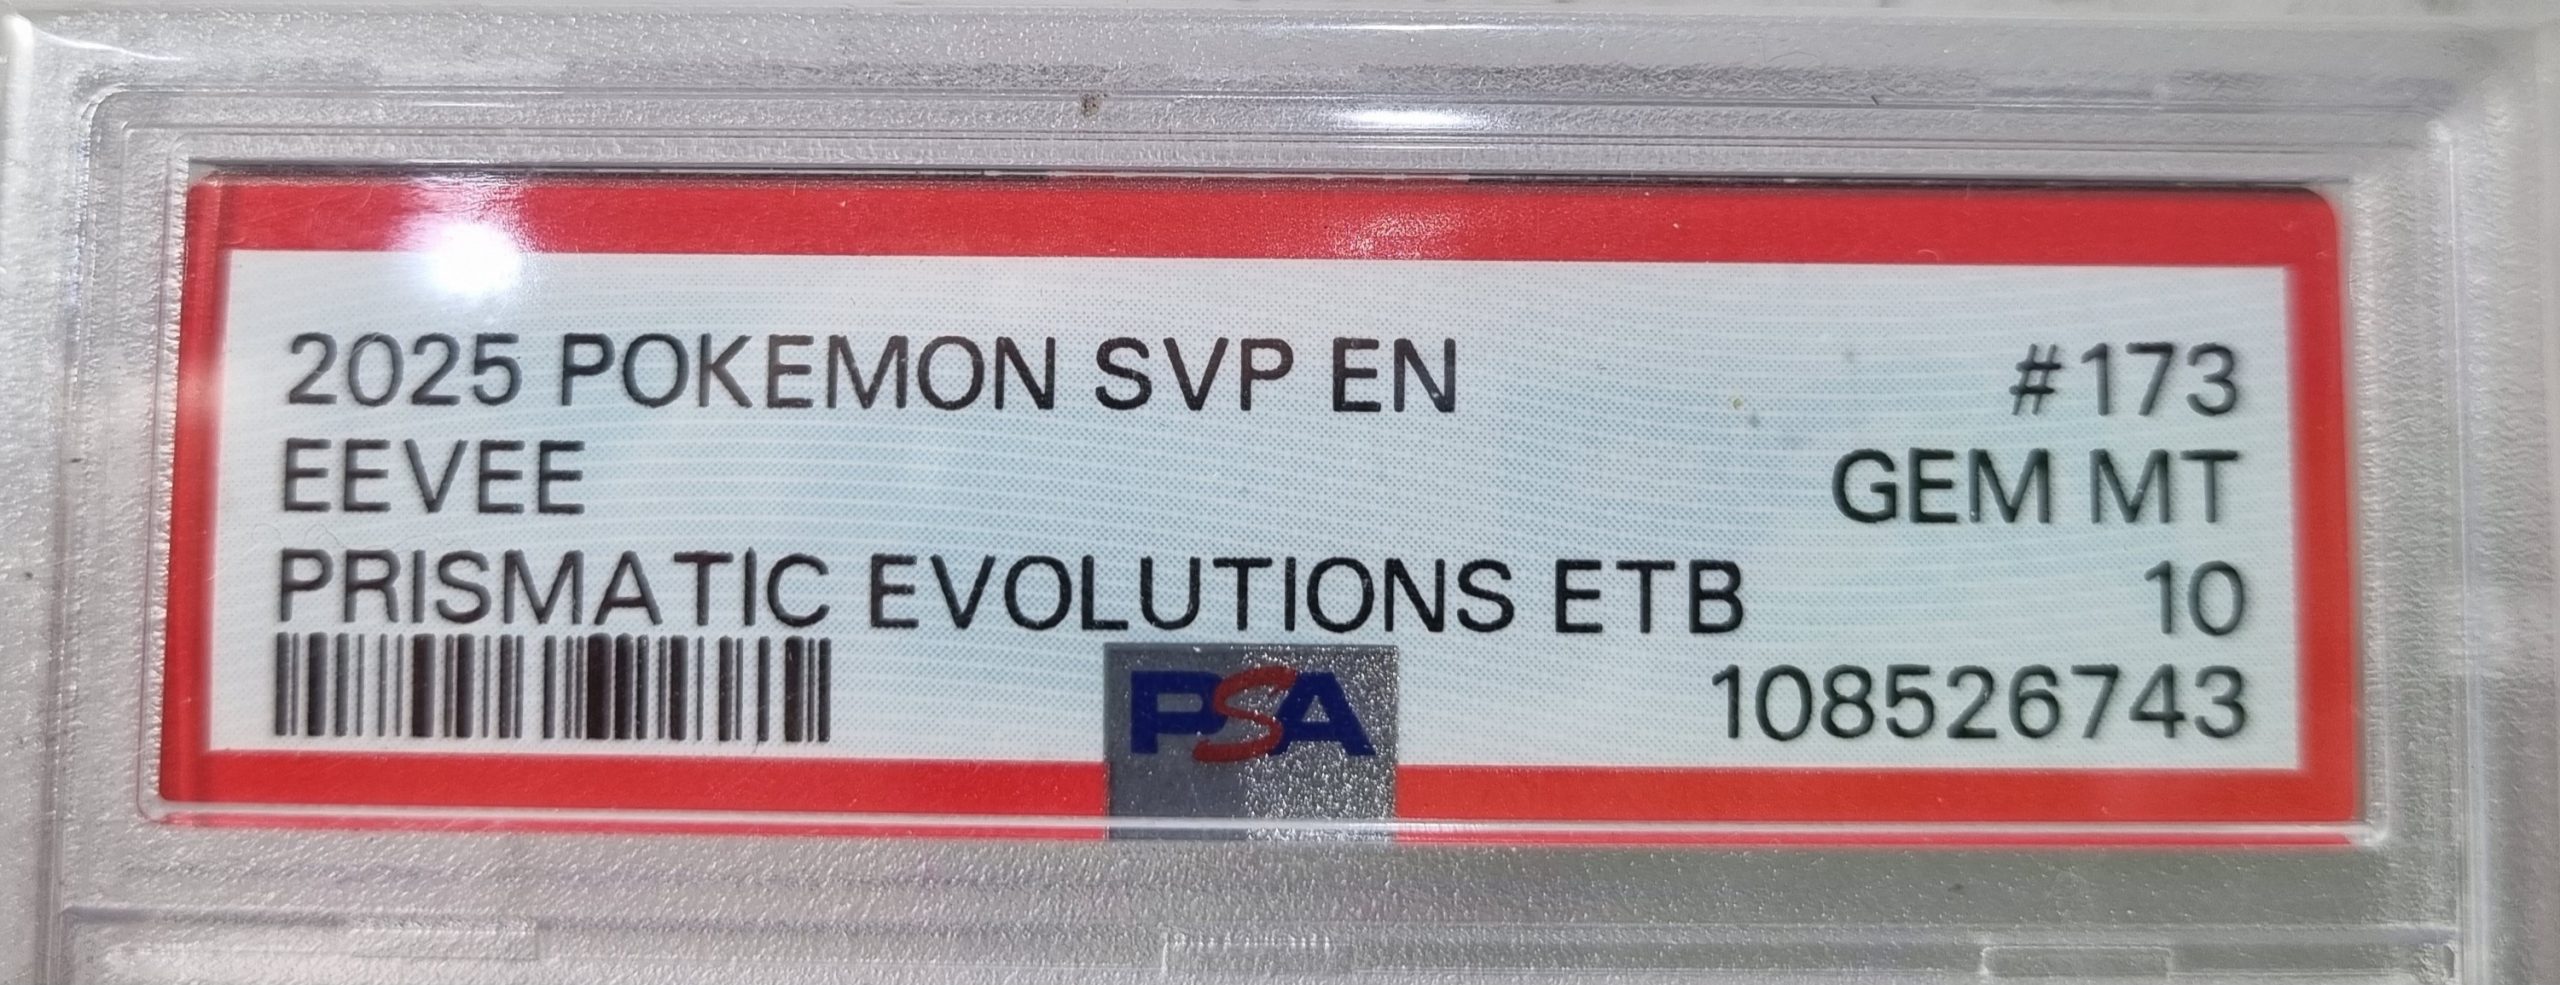 2025 POKEMON SVP EN #173
EEVEE GEM MT
PRISMATIC EVOLUTIONS ETB 10
PSA 108526743